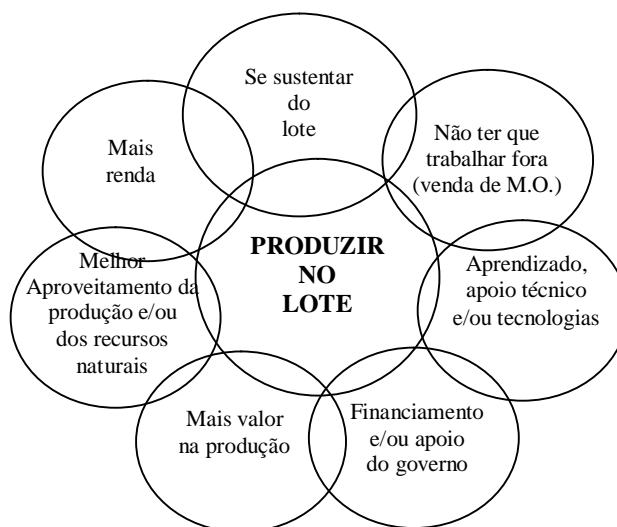 Se sustentar
do
lote
Não ter que
trabalhar fora
(venda de M.O.)
Aprendizado,
apoio técnico
e/ou tecnologias
Financiamento
e/ou apoio
do governo
Mais valor
na produção
Melhor
Aproveitamento da
produção e/ou
dos recursos
naturais
Mais
renda
PRODUZIR
NO
LOTE